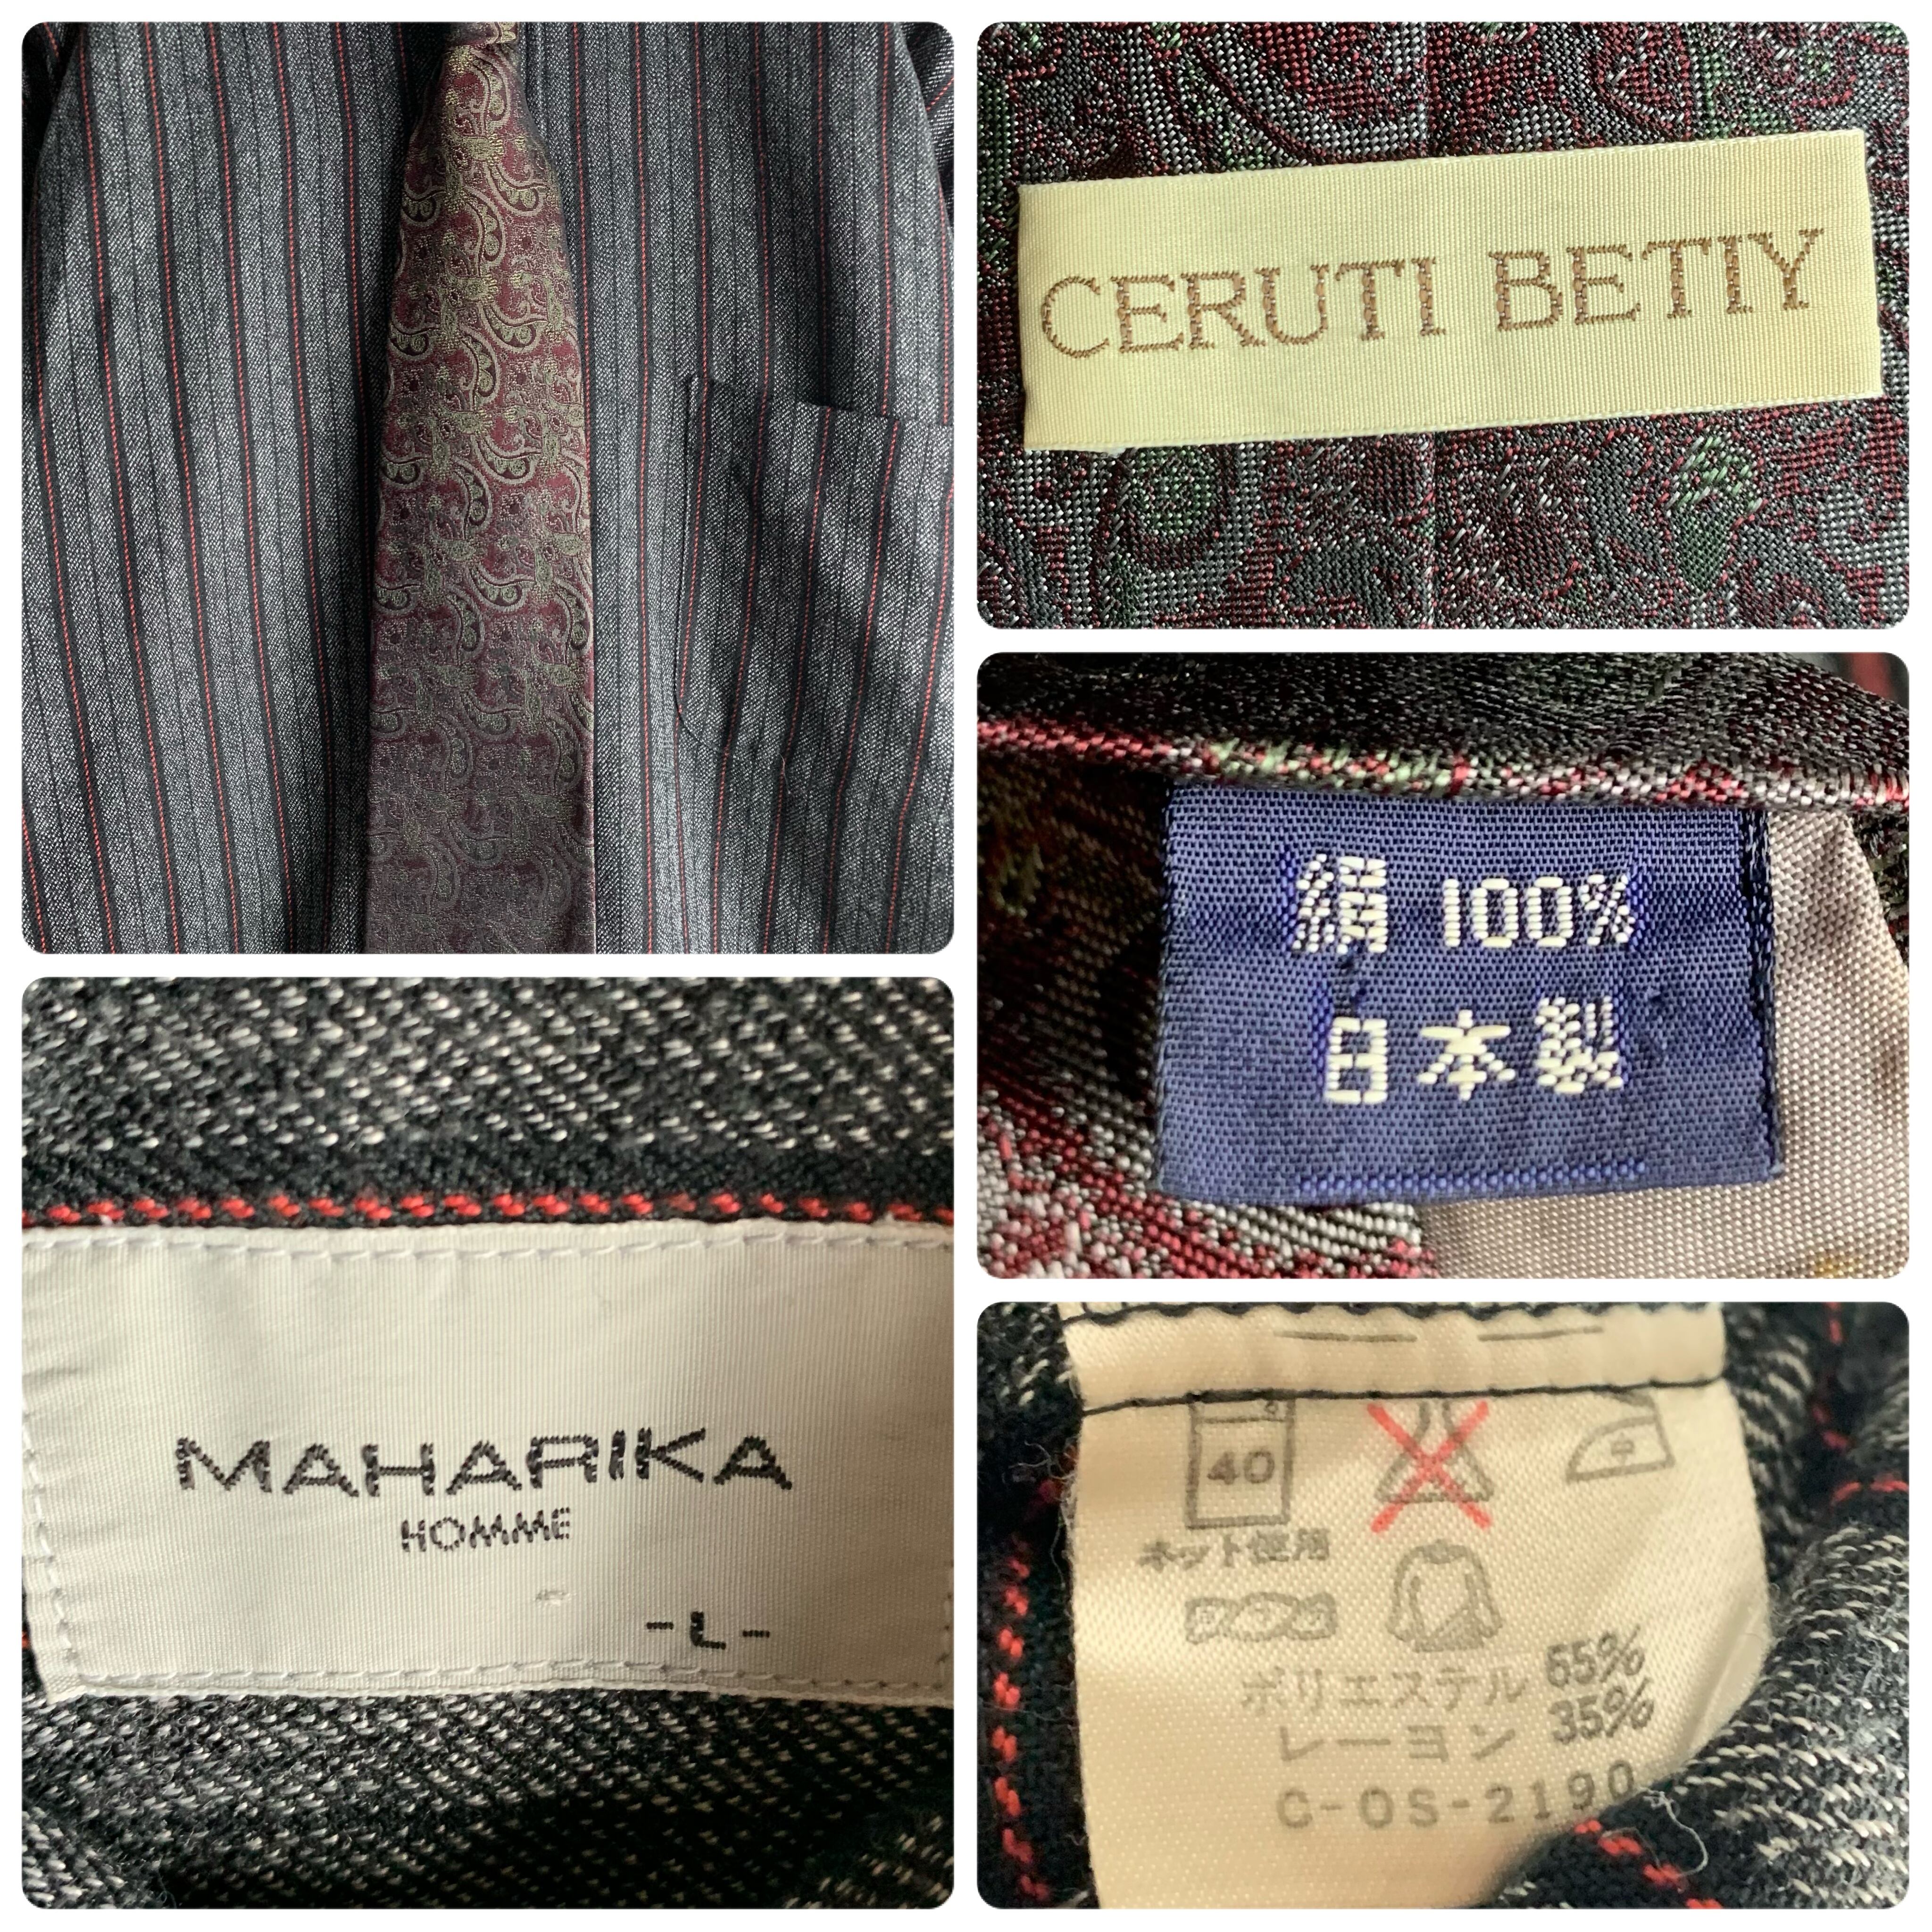 CERUTI BETIY
絹 100%
日本製
MAHARIKA
HOMME
-L-
40
ネット使用
ポリエステル 65%
レーヨン 35%
C-OS-2190